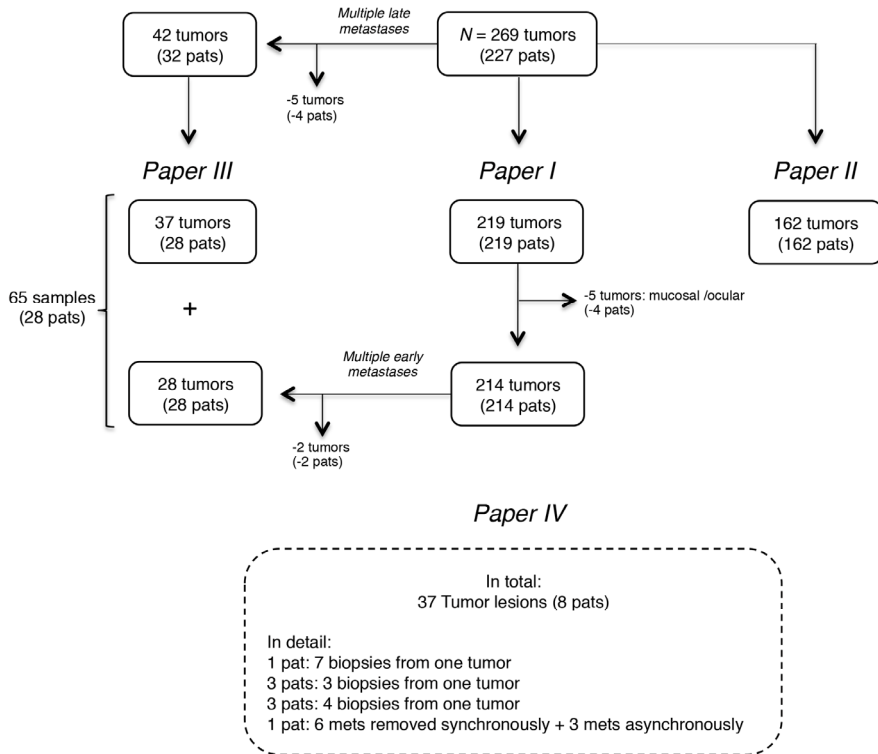 42 tumors
(32 pats)
Multiple late
metastases
N = 269 tumors
(227 pats)
-5 tumors
(-4 pats)
Paper III
Paper I
Paper II
37 tumors
(28 pats)
219 tumors
(219 pats)
162 tumors
(162 pats)
65 samples
(28 pats)
+
-5 tumors: mucosal /ocular
(-4 pats)
Multiple early
metastases
28 tumors
(28 pats)
214 tumors
(214 pats)
-2 tumors
(-2 pats)
Paper IV
In total:
37 Tumor lesions (8 pats)
In detail:
1 pat: 7 biopsies from one tumor
3 pats: 3 biopsies from one tumor
3 pats: 4 biopsies from one tumor
1 pat: 6 mets removed synchronously + 3 mets asynchronously